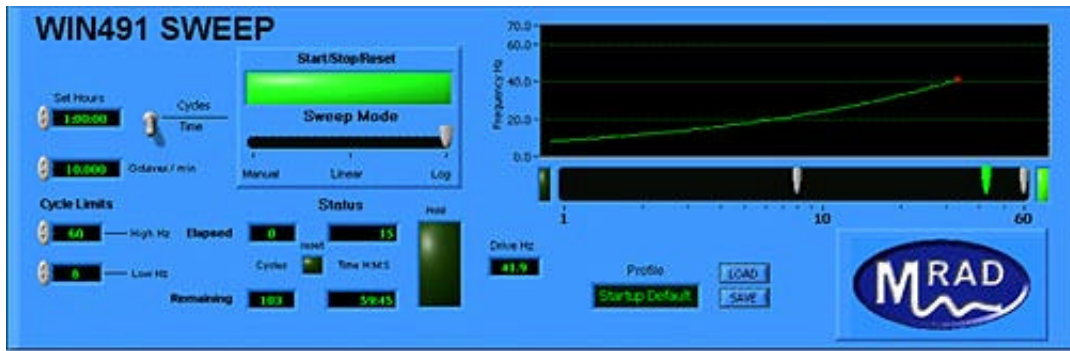 WIN491 SWEEP
Start/Stop/Reset
Set Hours
1:00:00
Cycles
Time
Sweep Mode
10.000 Octaves / min
Manual Linear Log
Cycle Limits
60 High Hz
8 Low Hz
Status
Hold
Elapsed 0 15
reset
Cycles Time H:M:S
Remaining 103 59:45
Frequency Hz
70.0
60.0
40.0
20.0
0.0
1 10 60
Drive Hz
41.9
Profile
Startup Default
LOAD
SAVE
MRAD